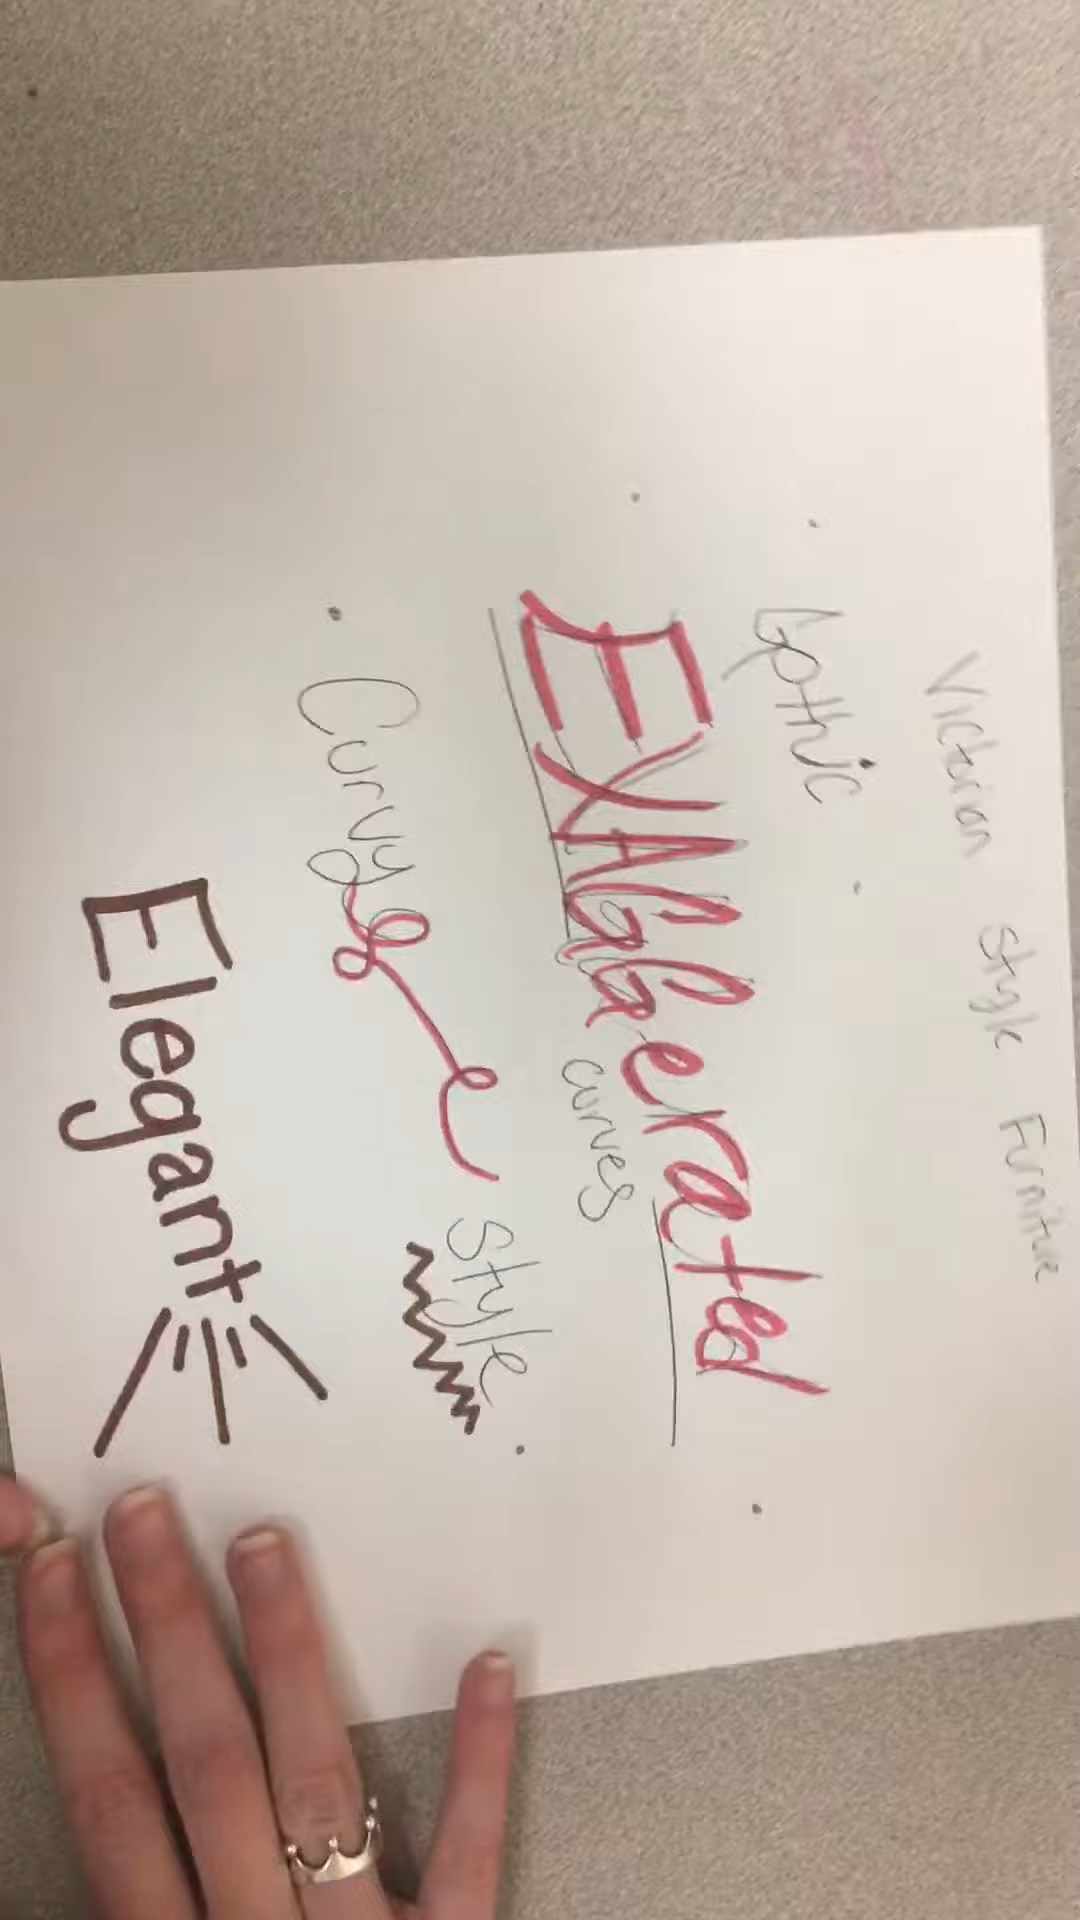 Victorian Style Furniture
Gothic
EXAGGerated
curves
Curvy Style
Elegant